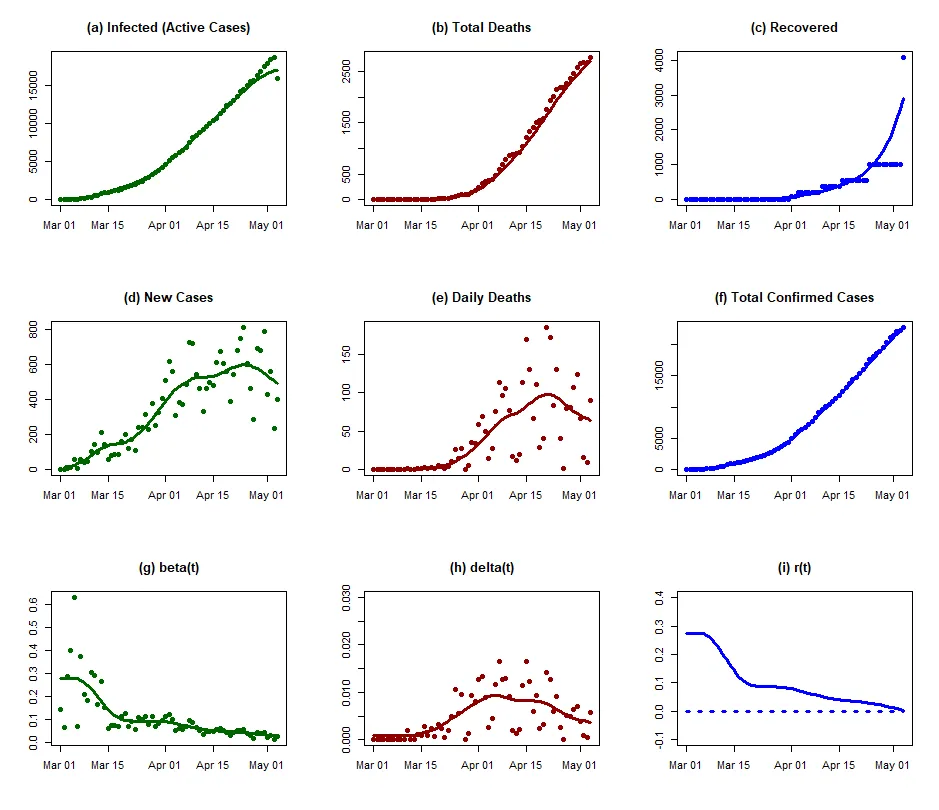 (a) Infected (Active Cases)
(b) Total Deaths
(c) Recovered
0 5000 10000 15000
0 500 1500 2500
0 1000 2000 3000 4000
Mar 01 Mar 15 Apr 01 Apr 15 May 01
Mar 01 Mar 15 Apr 01 Apr 15 May 01
Mar 01 Mar 15 Apr 01 Apr 15 May 01
(d) New Cases
(e) Daily Deaths
(f) Total Confirmed Cases
0 200 400 600 800
0 50 100 150
0 5000 15000
Mar 01 Mar 15 Apr 01 Apr 15 May 01
Mar 01 Mar 15 Apr 01 Apr 15 May 01
Mar 01 Mar 15 Apr 01 Apr 15 May 01
(g) beta(t)
(h) delta(t)
(i) r(t)
0.0 0.1 0.2 0.3 0.4 0.5 0.6
0.000 0.010 0.020 0.030
-0.1 0.0 0.1 0.2 0.3 0.4
Mar 01 Mar 15 Apr 01 Apr 15 May 01
Mar 01 Mar 15 Apr 01 Apr 15 May 01
Mar 01 Mar 15 Apr 01 Apr 15 May 01